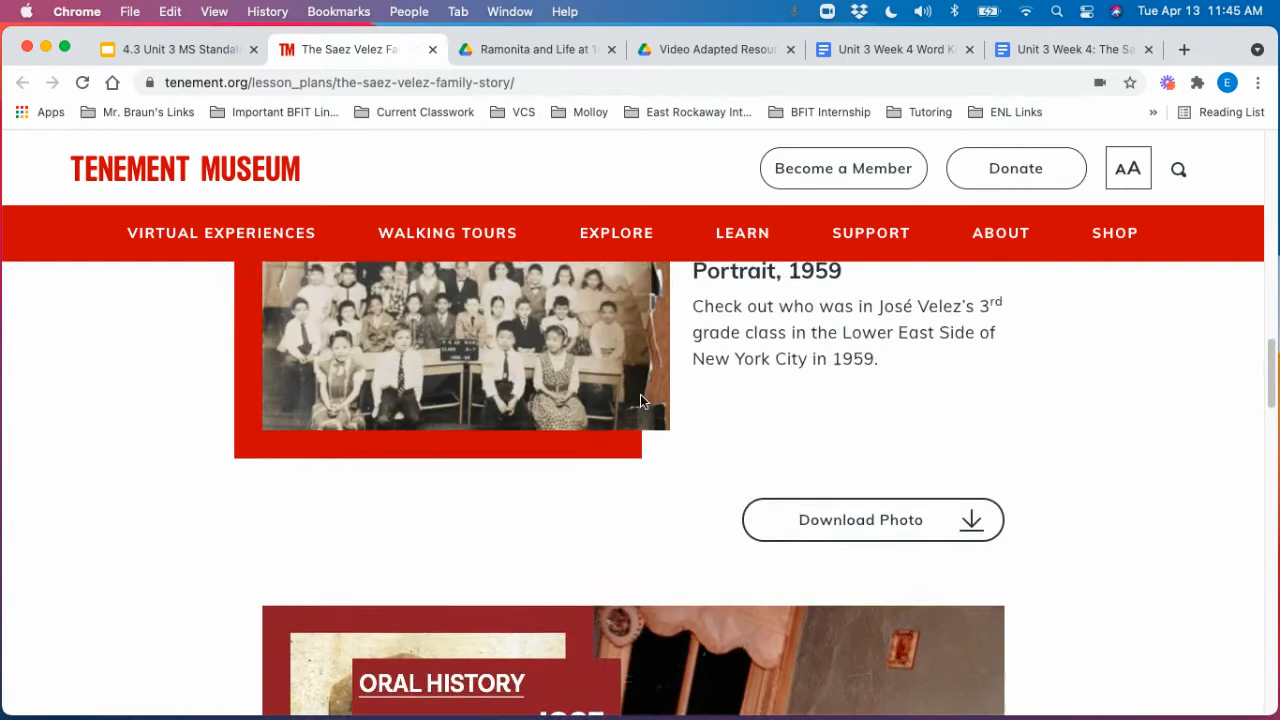 Chrome File Edit View History Bookmarks People Tab Window Help Tue Apr 13 11:45 AM
4.3 Unit 3 MS Standal The Saez Velez Fa Ramonita and Life at 1 Video Adapted Resou Unit 3 Week 4 Word K Unit 3 Week 4: The Sa
tenement.org/lesson_plans/the-saez-velez-family-story/ E
Apps Mr. Braun's Links Important BFIT Lin... Current Classwork VCS Molloy East Rockaway Int... BFIT Internship Tutoring ENL Links » Reading List
TENEMENT MUSEUM Become a Member Donate AA
VIRTUAL EXPERIENCES WALKING TOURS EXPLORE LEARN SUPPORT ABOUT SHOP
Portrait, 1959
Check out who was in José Velez's 3rd
grade class in the Lower East Side of
New York City in 1959.
Download Photo
ORAL HISTORY